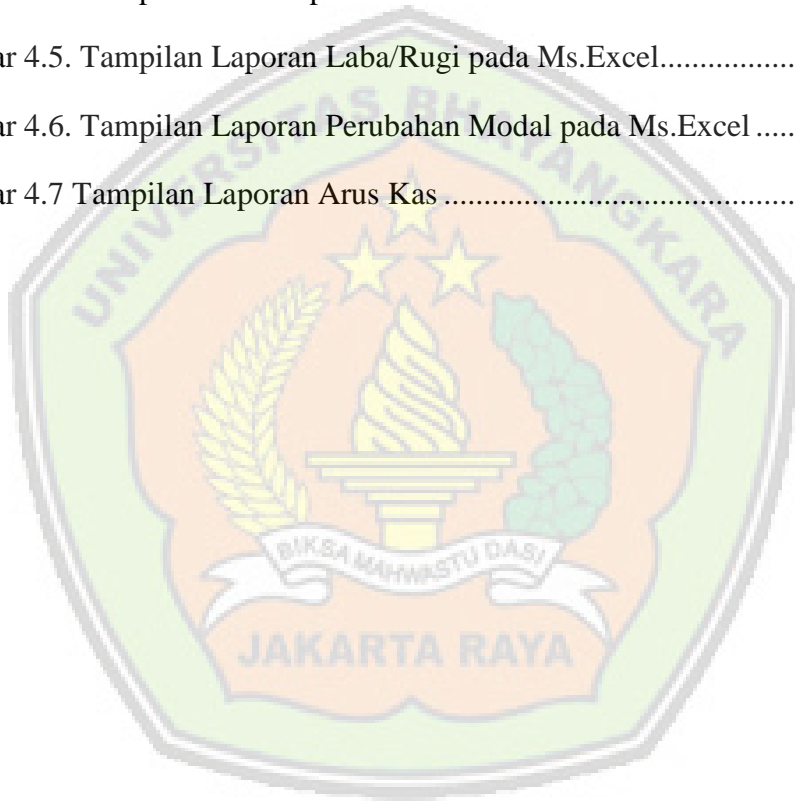 ar 4.5. Tampilan Laporan Laba/Rugi pada Ms.Excel.................
ar 4.6. Tampilan Laporan Perubahan Modal pada Ms.Excel .....
ar 4.7 Tampilan Laporan Arus Kas .......................................
UNIVERSITAS BHAYANGKARA
BIKSA MAHWASTU DASI
JAKARTA RAYA